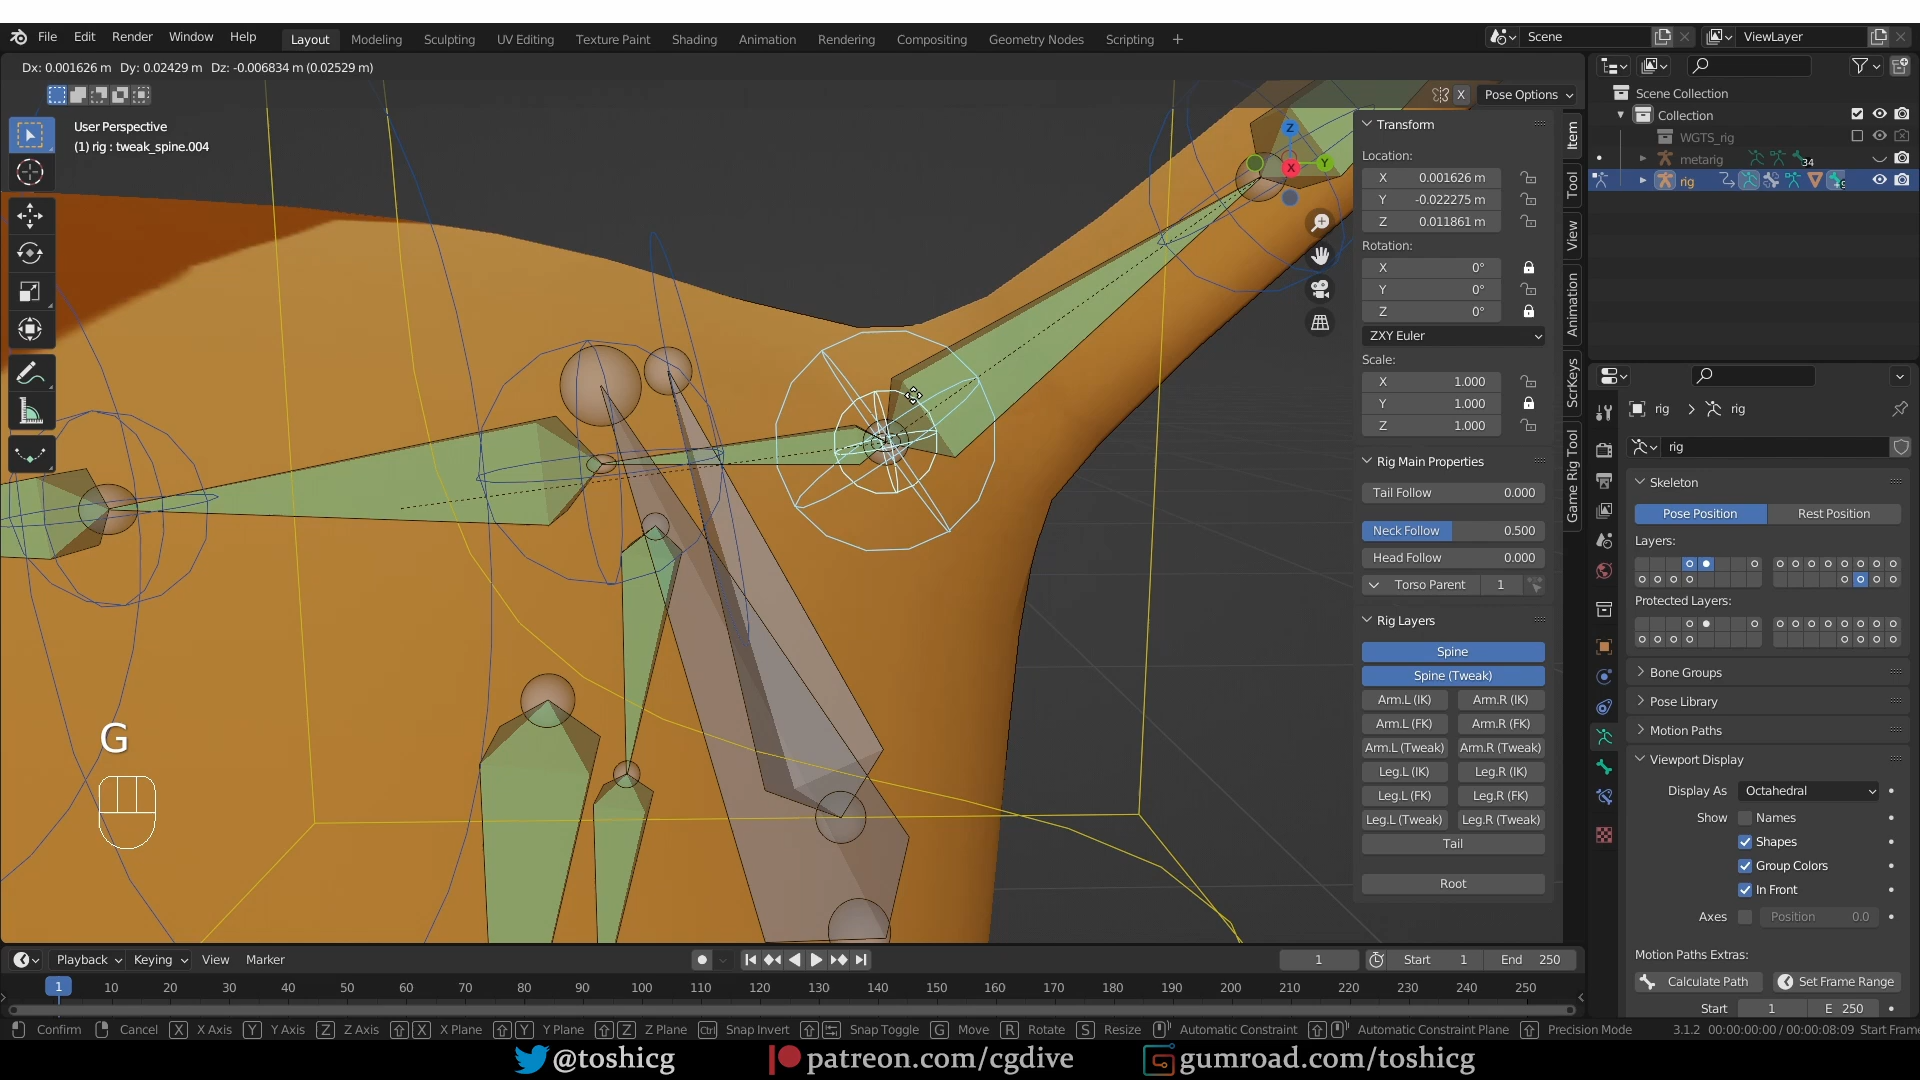 File Edit Render Window Help Layout Modeling Sculpting UV Editing Texture Paint Shading Animation Rendering Compositing Geometry Nodes Scripting + Scene ViewLayer
Dx: 0.001626 m Dy: 0.02429 m Dz: -0.006834 m (0.02529 m)
X Pose Options
User Perspective
(1) rig : tweak_spine.004
Z
Y
X
G
Item
Tool
View
Animation
ScrKeys
Game Rig Tool
Transform
Location:
X 0.001626 m
Y -0.022275 m
Z 0.011861 m
Rotation:
X 0°
Y 0°
Z 0°
ZXY Euler
Scale:
X 1.000
Y 1.000
Z 1.000
Rig Main Properties
Tail Follow 0.000
Neck Follow 0.500
Head Follow 0.000
Torso Parent 1
Rig Layers
Spine
Spine (Tweak)
Arm.L (IK) Arm.R (IK)
Arm.L (FK) Arm.R (FK)
Arm.L (Tweak) Arm.R (Tweak)
Leg.L (IK) Leg.R (IK)
Leg.L (FK) Leg.R (FK)
Leg.L (Tweak) Leg.R (Tweak)
Tail
Root
Scene Collection
Collection
WGTS_rig
metarig 34
rig
rig rig
rig
Skeleton
Pose Position Rest Position
Layers:
Protected Layers:
Bone Groups
Pose Library
Motion Paths
Viewport Display
Display As Octahedral
Show Names
Shapes
Group Colors
In Front
Axes Position 0.0
Motion Paths Extras:
Calculate Path Set Frame Range
Start 1 E 250
Playback Keying View Marker 1 Start 1 End 250
1 10 20 30 40 50 60 70 80 90 100 110 120 130 140 150 160 170 180 190 200 210 220 230 240 250
Confirm Cancel X X Axis Y Y Axis Z Z Axis X X Plane Y Y Plane Z Z Plane Ctrl Snap Invert Snap Toggle G Move R Rotate S Resize Automatic Constraint Automatic Constraint Plane Precision Mode 3.1.2 00:00:00:00 / 00:00:08:09 Start Frame
@toshicg patreon.com/cgdive gumroad.com/toshicg